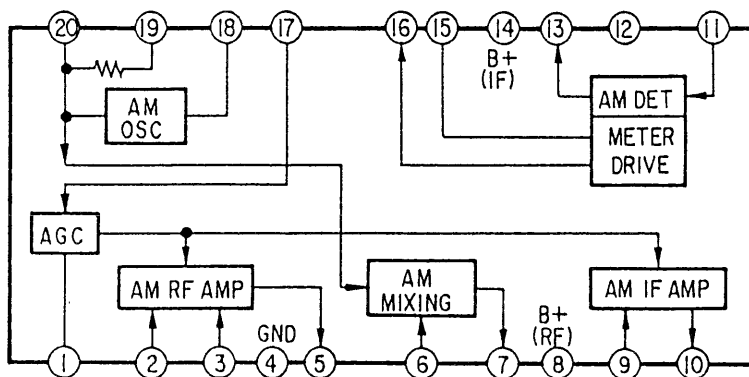 20 19 18 17 16 15 14 13 12 11
B+
(IF)
AM
OSC
AM DET
METER
DRIVE
AGC
AM RF AMP
AM
MIXING
AM IF AMP
GND
B+
(RF)
1 2 3 4 5 6 7 8 9 10